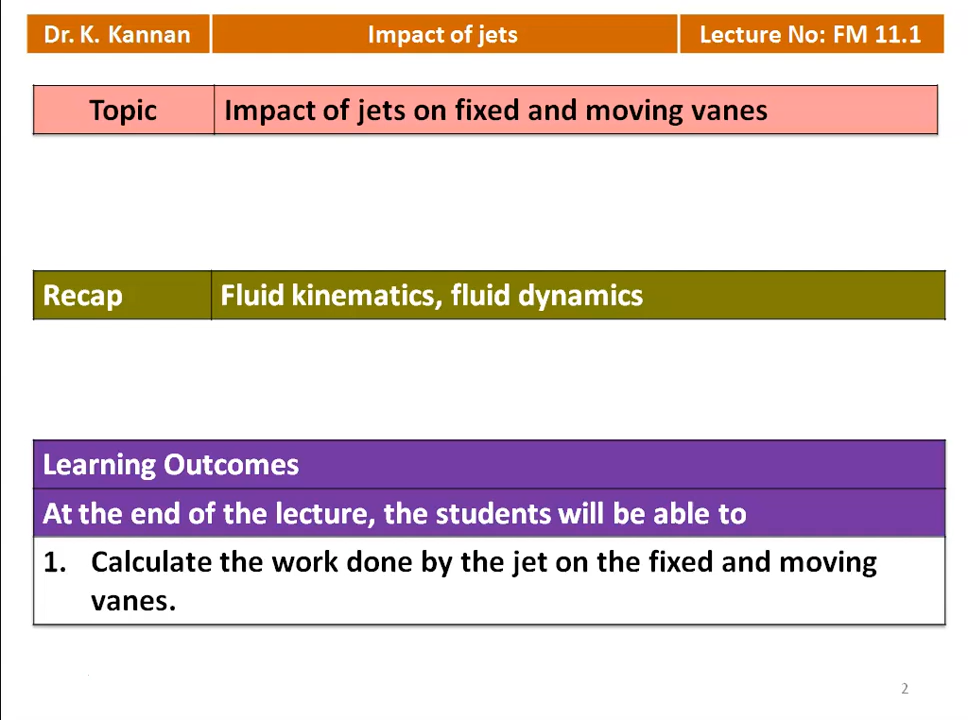 Dr. K. Kannan
Impact of jets
Lecture No: FM 11.1
Topic
Impact of jets on fixed and moving vanes
Recap
Fluid kinematics, fluid dynamics
Learning Outcomes
At the end of the lecture, the students will be able to
1. Calculate the work done by the jet on the fixed and moving
vanes.
2